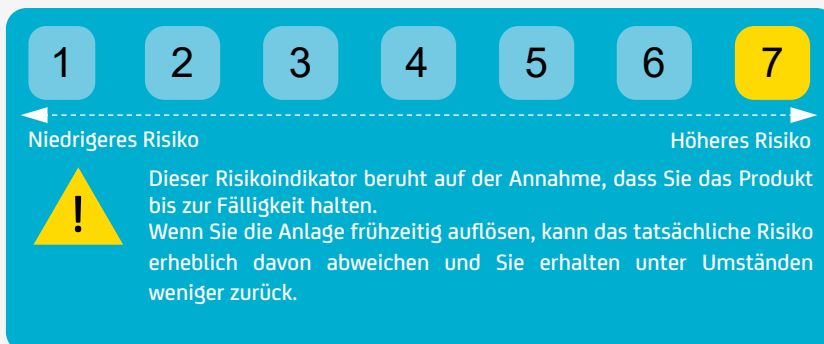 1 2 3 4 5 6 7
Niedrigeres Risiko Höheres Risiko
!
Dieser Risikoindikator beruht auf der Annahme, dass Sie das Produkt
bis zur Fälligkeit halten.
Wenn Sie die Anlage frühzeitig auflösen, kann das tatsächliche Risiko
erheblich davon abweichen und Sie erhalten unter Umständen
weniger zurück.